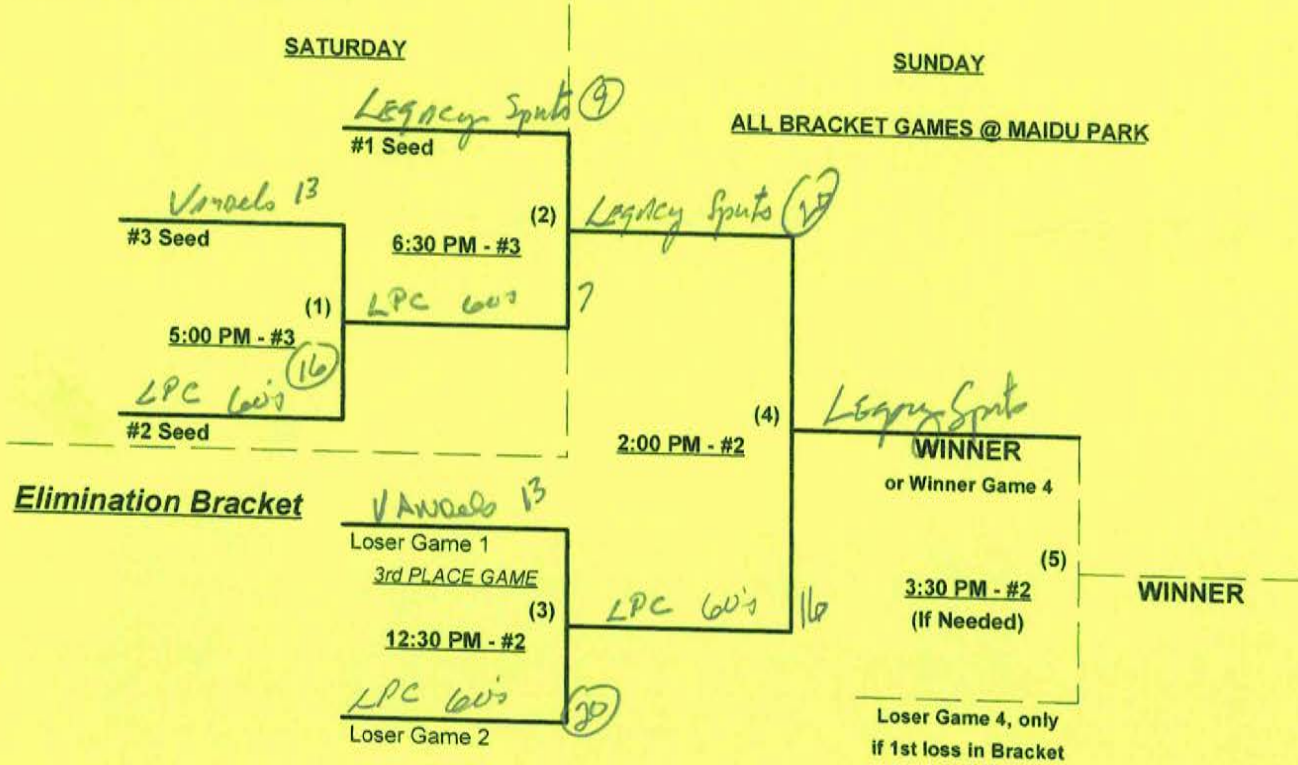 SATURDAY
SUNDAY
ALL BRACKET GAMES @ MAIDU PARK
Legacy Sports 9
#1 Seed
Vandels 13
#3 Seed
(2)
6:30 PM - #3
Legacy Sports
LPC 60's 7
(1)
5:00 PM - #3
16
LPC 60's
#2 Seed
(4)
2:00 PM - #2
Legacy Sports
WINNER
or Winner Game 4
Elimination Bracket
Vandels 13
Loser Game 1
3rd PLACE GAME
(3)
12:30 PM - #2
LPC 60's 16
(5)
3:30 PM - #2
(If Needed)
WINNER
LPC 60's 20
Loser Game 2
Loser Game 4, only
if 1st loss in Bracket